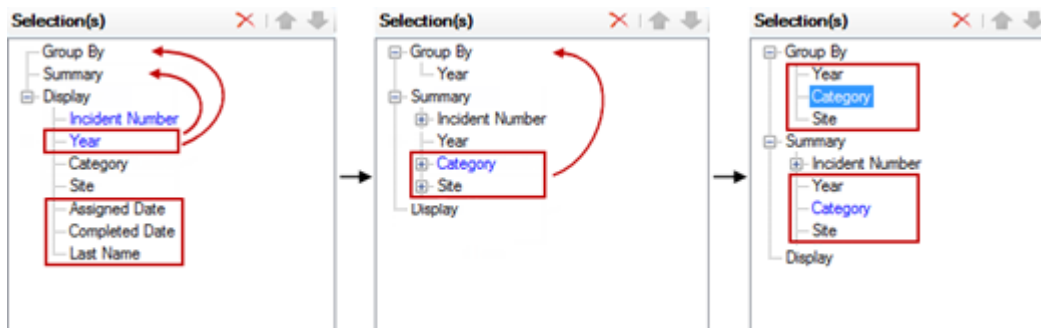 Selection(s)
Group By
Summary
Display
Incident Number
Year
Category
Site
Assigned Date
Completed Date
Last Name
Selection(s)
Group By
Year
Summary
Incident Number
Year
Category
Site
Display
Selection(s)
Group By
Year
Category
Site
Summary
Incident Number
Year
Category
Site
Display